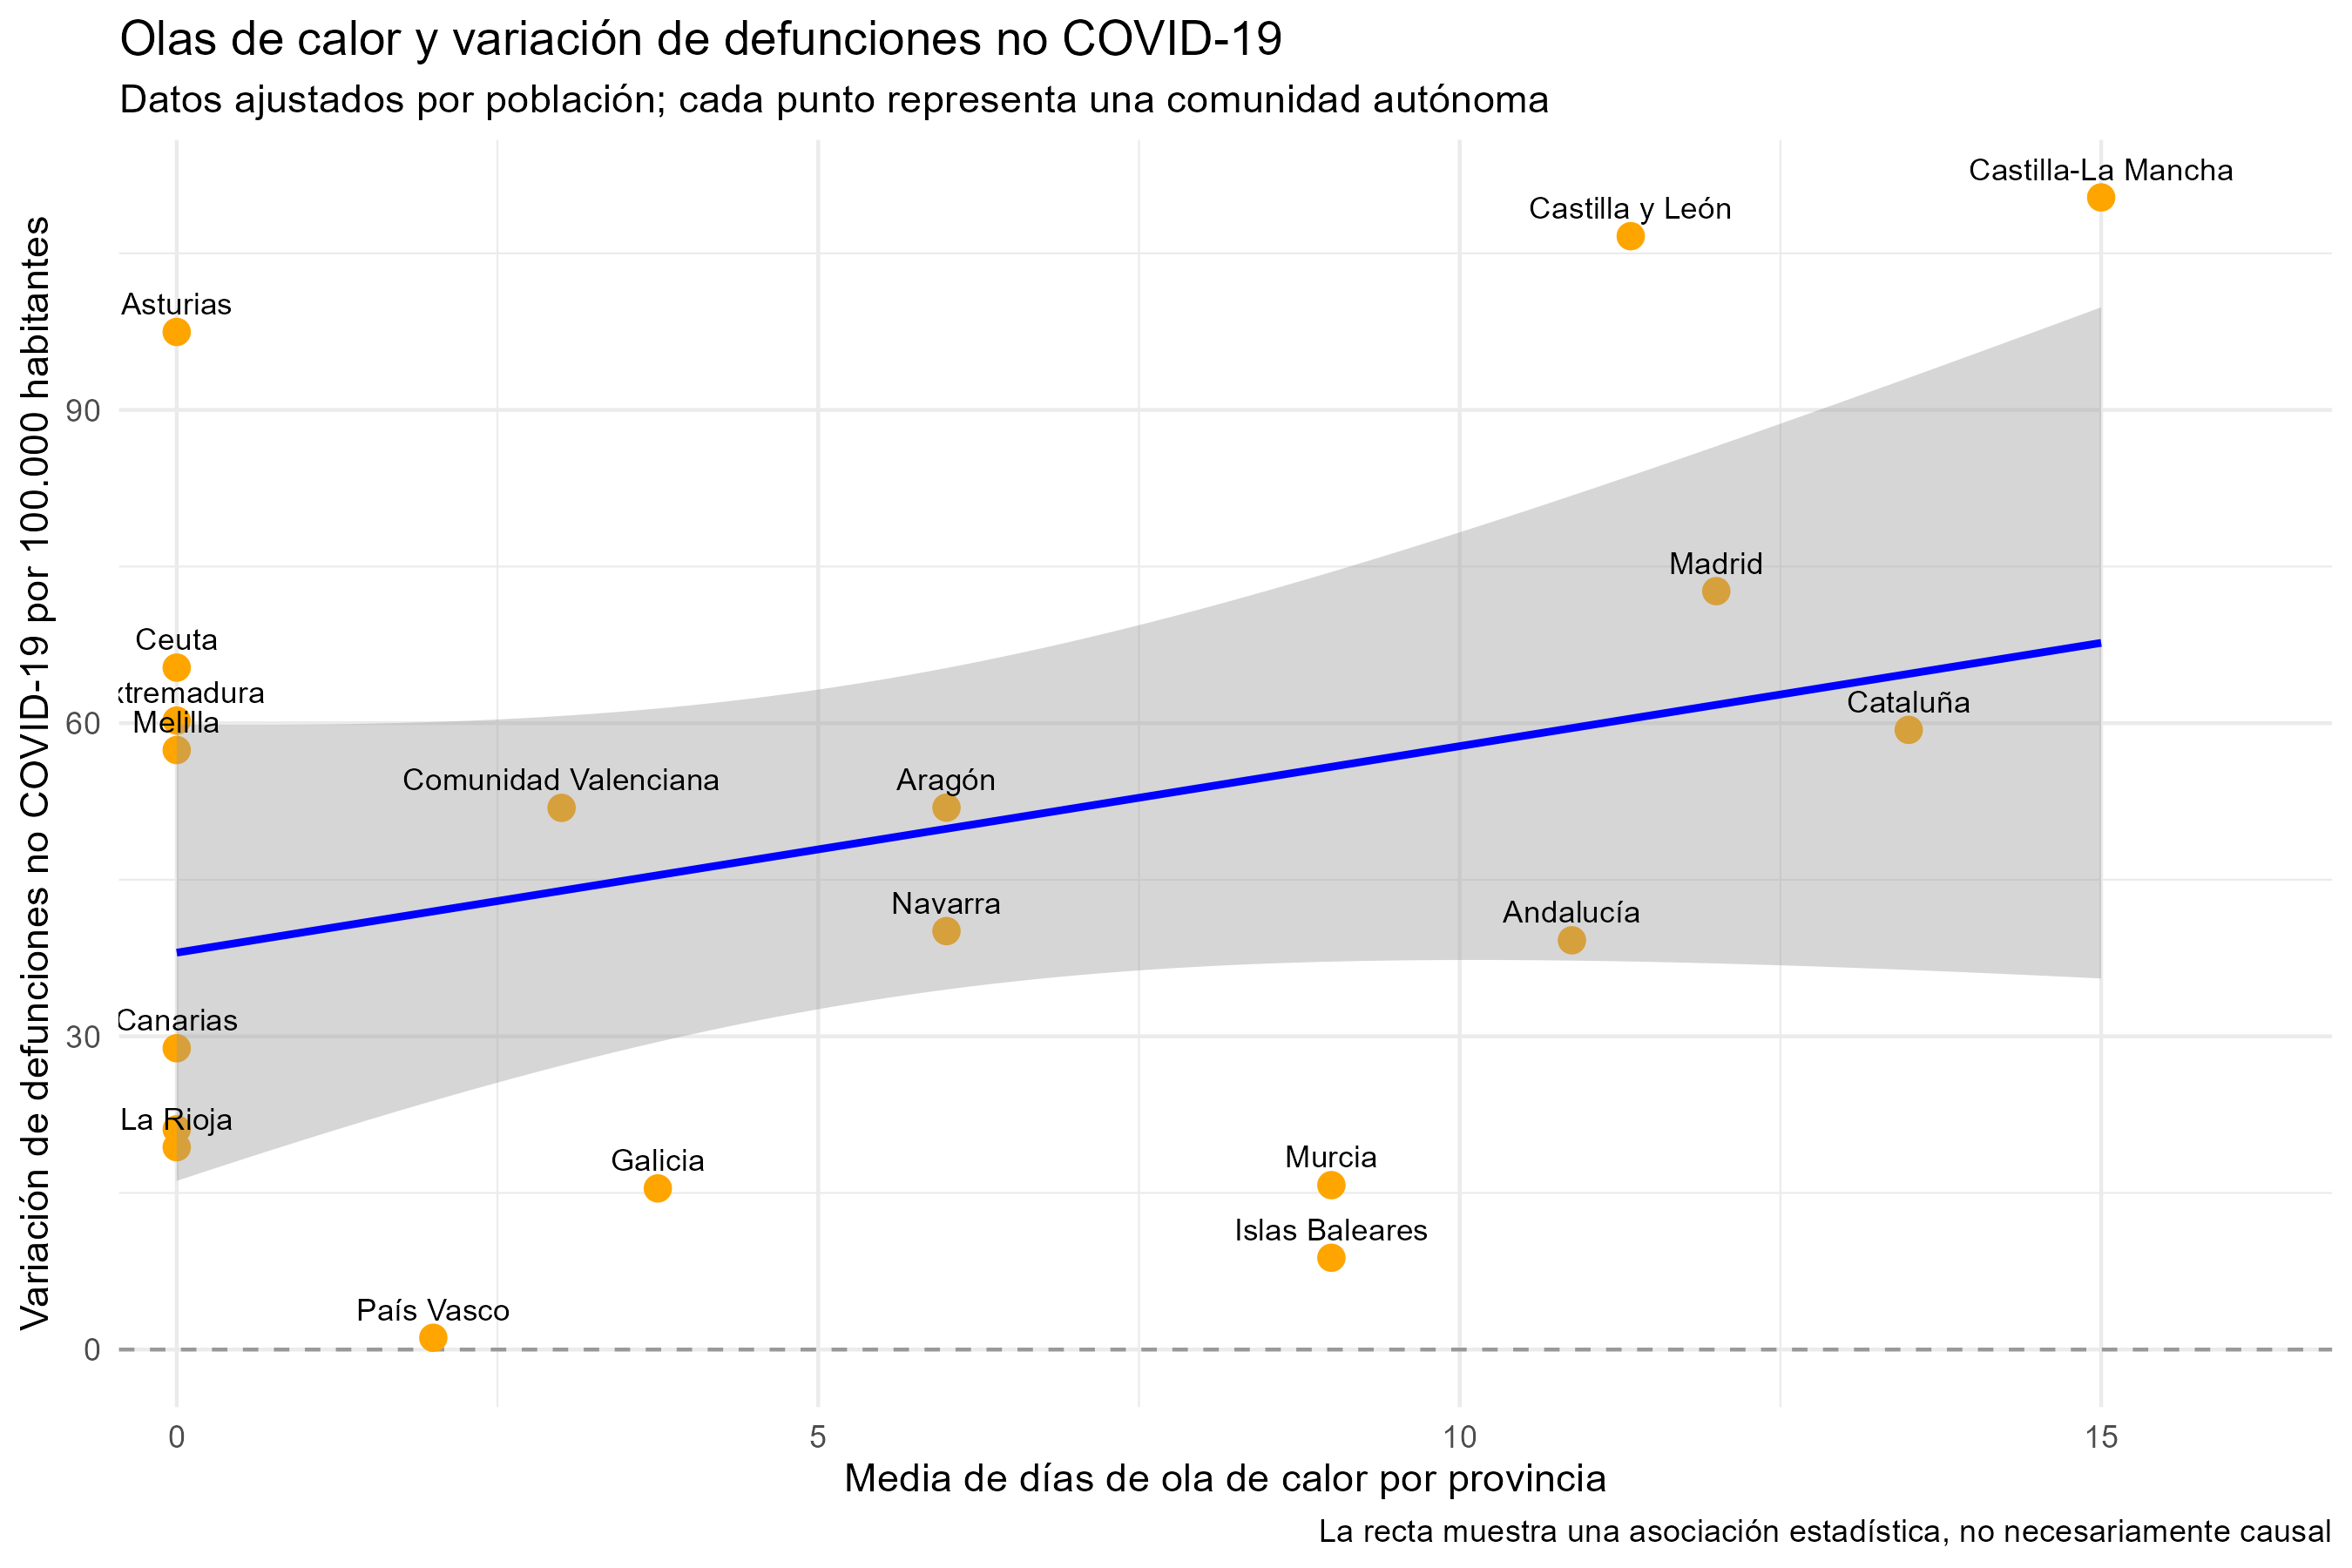 Olas de calor y variación de defunciones no COVID-19
Datos ajustados por población; cada punto representa una comunidad autónoma
Variación de defunciones no COVID-19 por 100.000 habitantes
90
60
30
0
Castilla-La Mancha
Castilla y León
Asturias
Madrid
Ceuta
xtremadura
Cataluña
Melilla
Comunidad Valenciana
Aragón
Navarra
Andalucía
Canarias
La Rioja
Galicia
Murcia
Islas Baleares
País Vasco
0
5
10
15
Media de días de ola de calor por provincia
La recta muestra una asociación estadística, no necesariamente causal